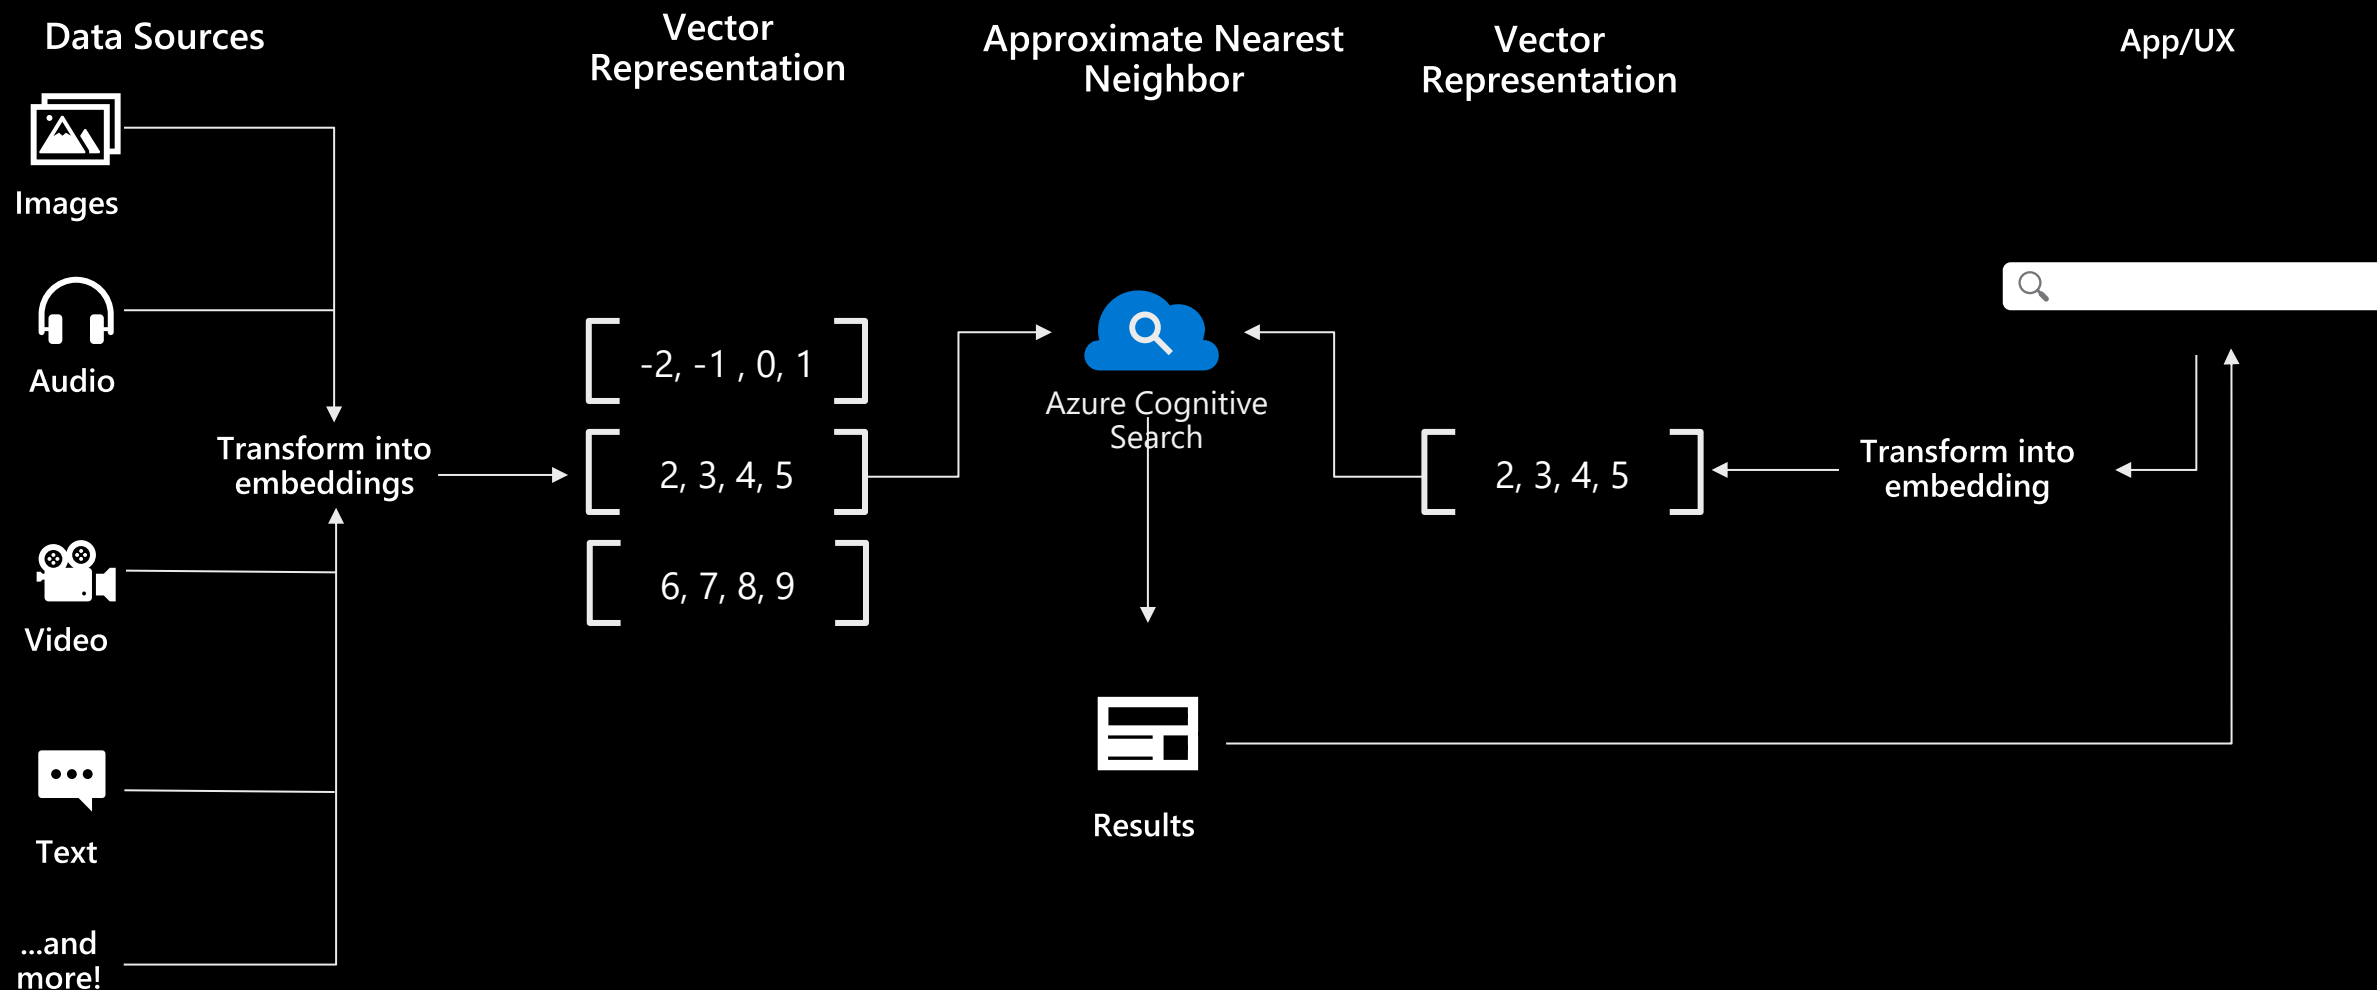 Data Sources
Vector
Representation
Approximate Nearest
Neighbor
Vector
Representation
App/UX
Images
Audio
Transform into
embeddings
Video
Text
...and
more!
-2, -1 , 0, 1
2, 3, 4, 5
6, 7, 8, 9
Azure Cognitive
Search
Results
2, 3, 4, 5
Transform into
embedding